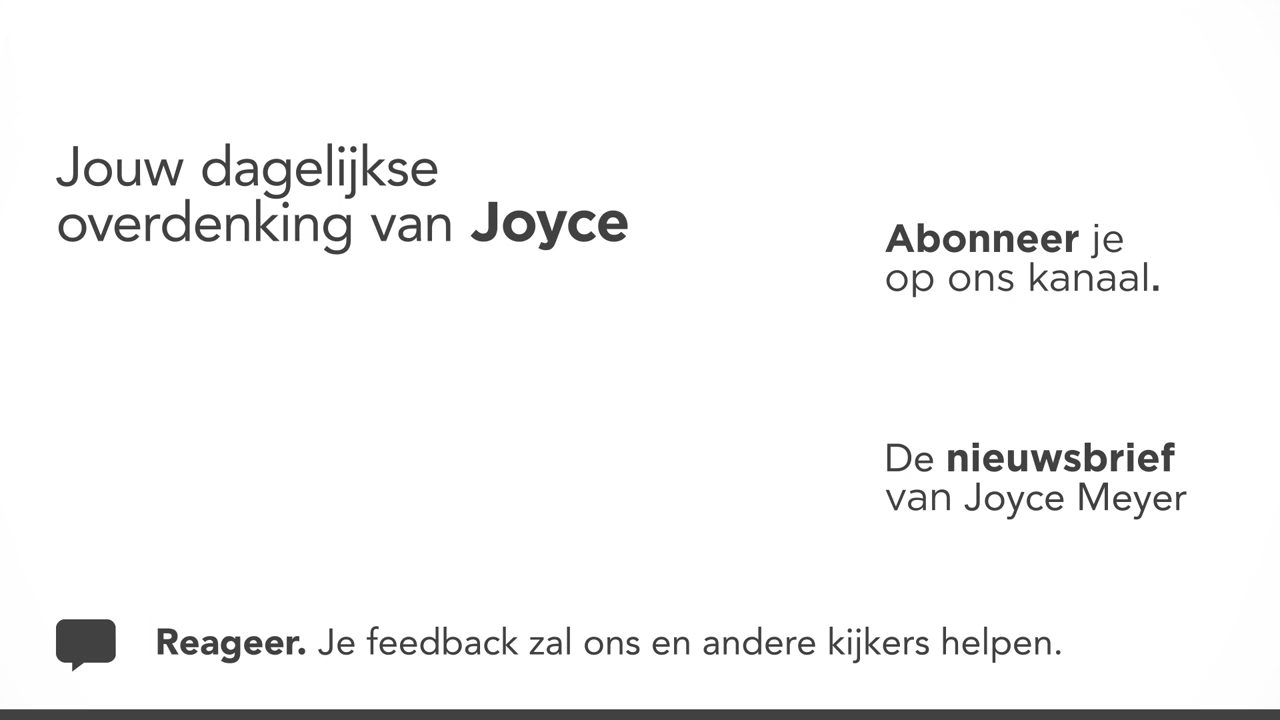 Jouw dagelijkse
overdenking van Joyce
Abonneer je
op ons kanaal.
De nieuwsbrief
van Joyce Meyer
Reageer. Je feedback zal ons en andere kijkers helpen.